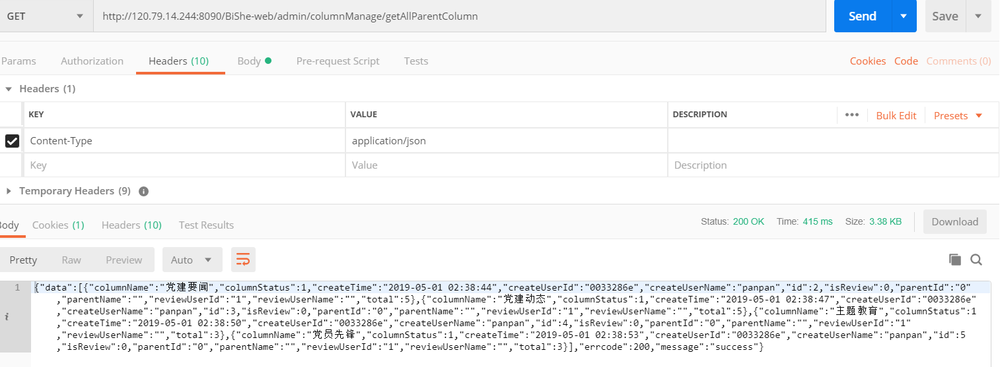 GET http://120.79.14.244:8090/BiShe-web/admin/columnManage/getAllParentColumn Send Save
Params Authorization Headers (10) Body Pre-request Script Tests Cookies Code Comments (0)
Headers (1)
KEY VALUE DESCRIPTION ••• Bulk Edit Presets
Content-Type application/json
Key Value Description
Temporary Headers (9)
Body Cookies (1) Headers (10) Test Results Status: 200 OK Time: 415 ms Size: 3.38 KB Download
Pretty Raw Preview Auto
1 {"data":[{"columnName":"党建要闻","columnStatus":1,"createTime":"2019-05-01 02:38:44","createUserId":"0033286e","createUserName":"panpan","id":2,"isReview":0,"parentId":"0"
,"parentName":"","reviewUserId":"1","reviewUserName":"","total":5},{"columnName":"党建动态","columnStatus":1,"createTime":"2019-05-01 02:38:47","createUserId":"0033286e"
,"createUserName":"panpan","id":3,"isReview":0,"parentId":"0","parentName":"","reviewUserId":"1","reviewUserName":"","total":5},{"columnName":"主题教育","columnStatus":1
,"createTime":"2019-05-01 02:38:50","createUserId":"0033286e","createUserName":"panpan","id":4,"isReview":0,"parentId":"0","parentName":"","reviewUserId":"1"
,"reviewUserName":"","total":3},{"columnName":"党员先锋","columnStatus":1,"createTime":"2019-05-01 02:38:53","createUserId":"0033286e","createUserName":"panpan","id":5
,"isReview":0,"parentId":"0","parentName":"","reviewUserId":"1","reviewUserName":"","total":3}],"errcode":200,"message":"success"}